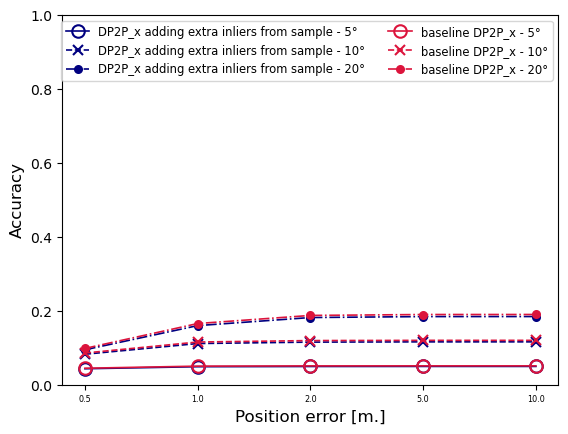 1.0
0.8
0.6
0.4
0.2
0.0
Accuracy
DP2P_x adding extra inliers from sample - 5°
DP2P_x adding extra inliers from sample - 10°
DP2P_x adding extra inliers from sample - 20°
baseline DP2P_x - 5°
baseline DP2P_x - 10°
baseline DP2P_x - 20°
0.5 1.0 2.0 5.0 10.0
Position error [m.]